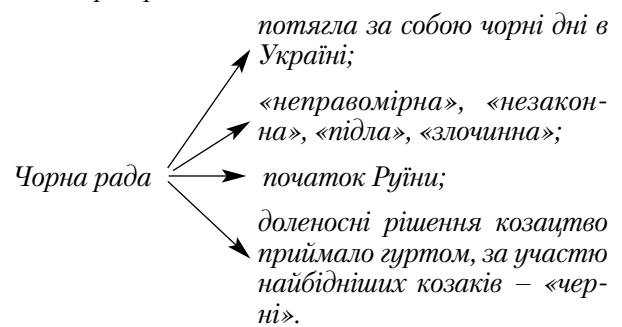 потягла за собою чорні дні в
Україні;
«неправомірна», «незакон-
на», «підла», «злочинна»;
Чорна рада
початок Руїни;
доленосні рішення козацтво
приймало гуртом, за участю
найбідніших козаків – «чер-
ні».